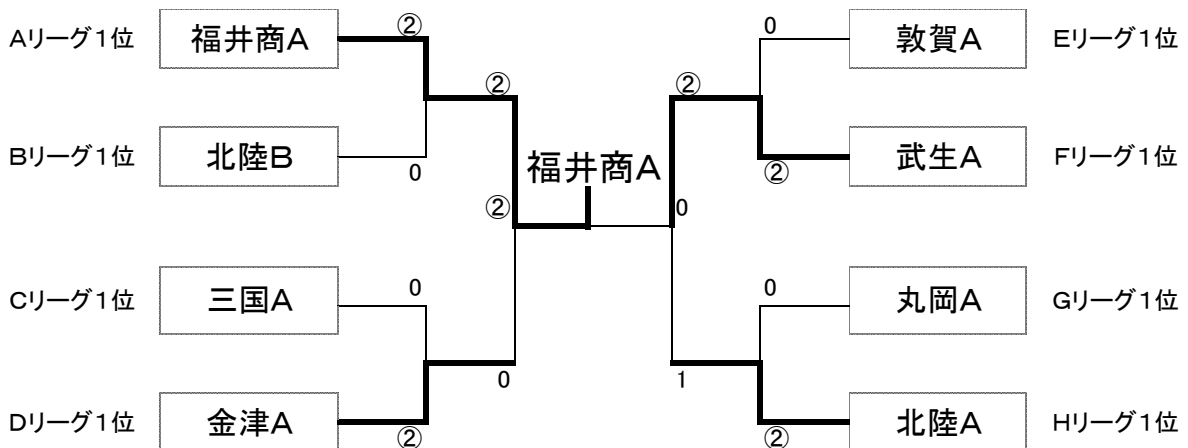 Aリーグ1位 福井商A ② 0 敦賀A Eリーグ1位
② ②
Bリーグ1位 北陸B 0 福井商A ② 武生A Fリーグ1位
② 0
Cリーグ1位 三国A 0 0 丸岡A Gリーグ1位
0 1
Dリーグ1位 金津A ② ② 北陸A Hリーグ1位